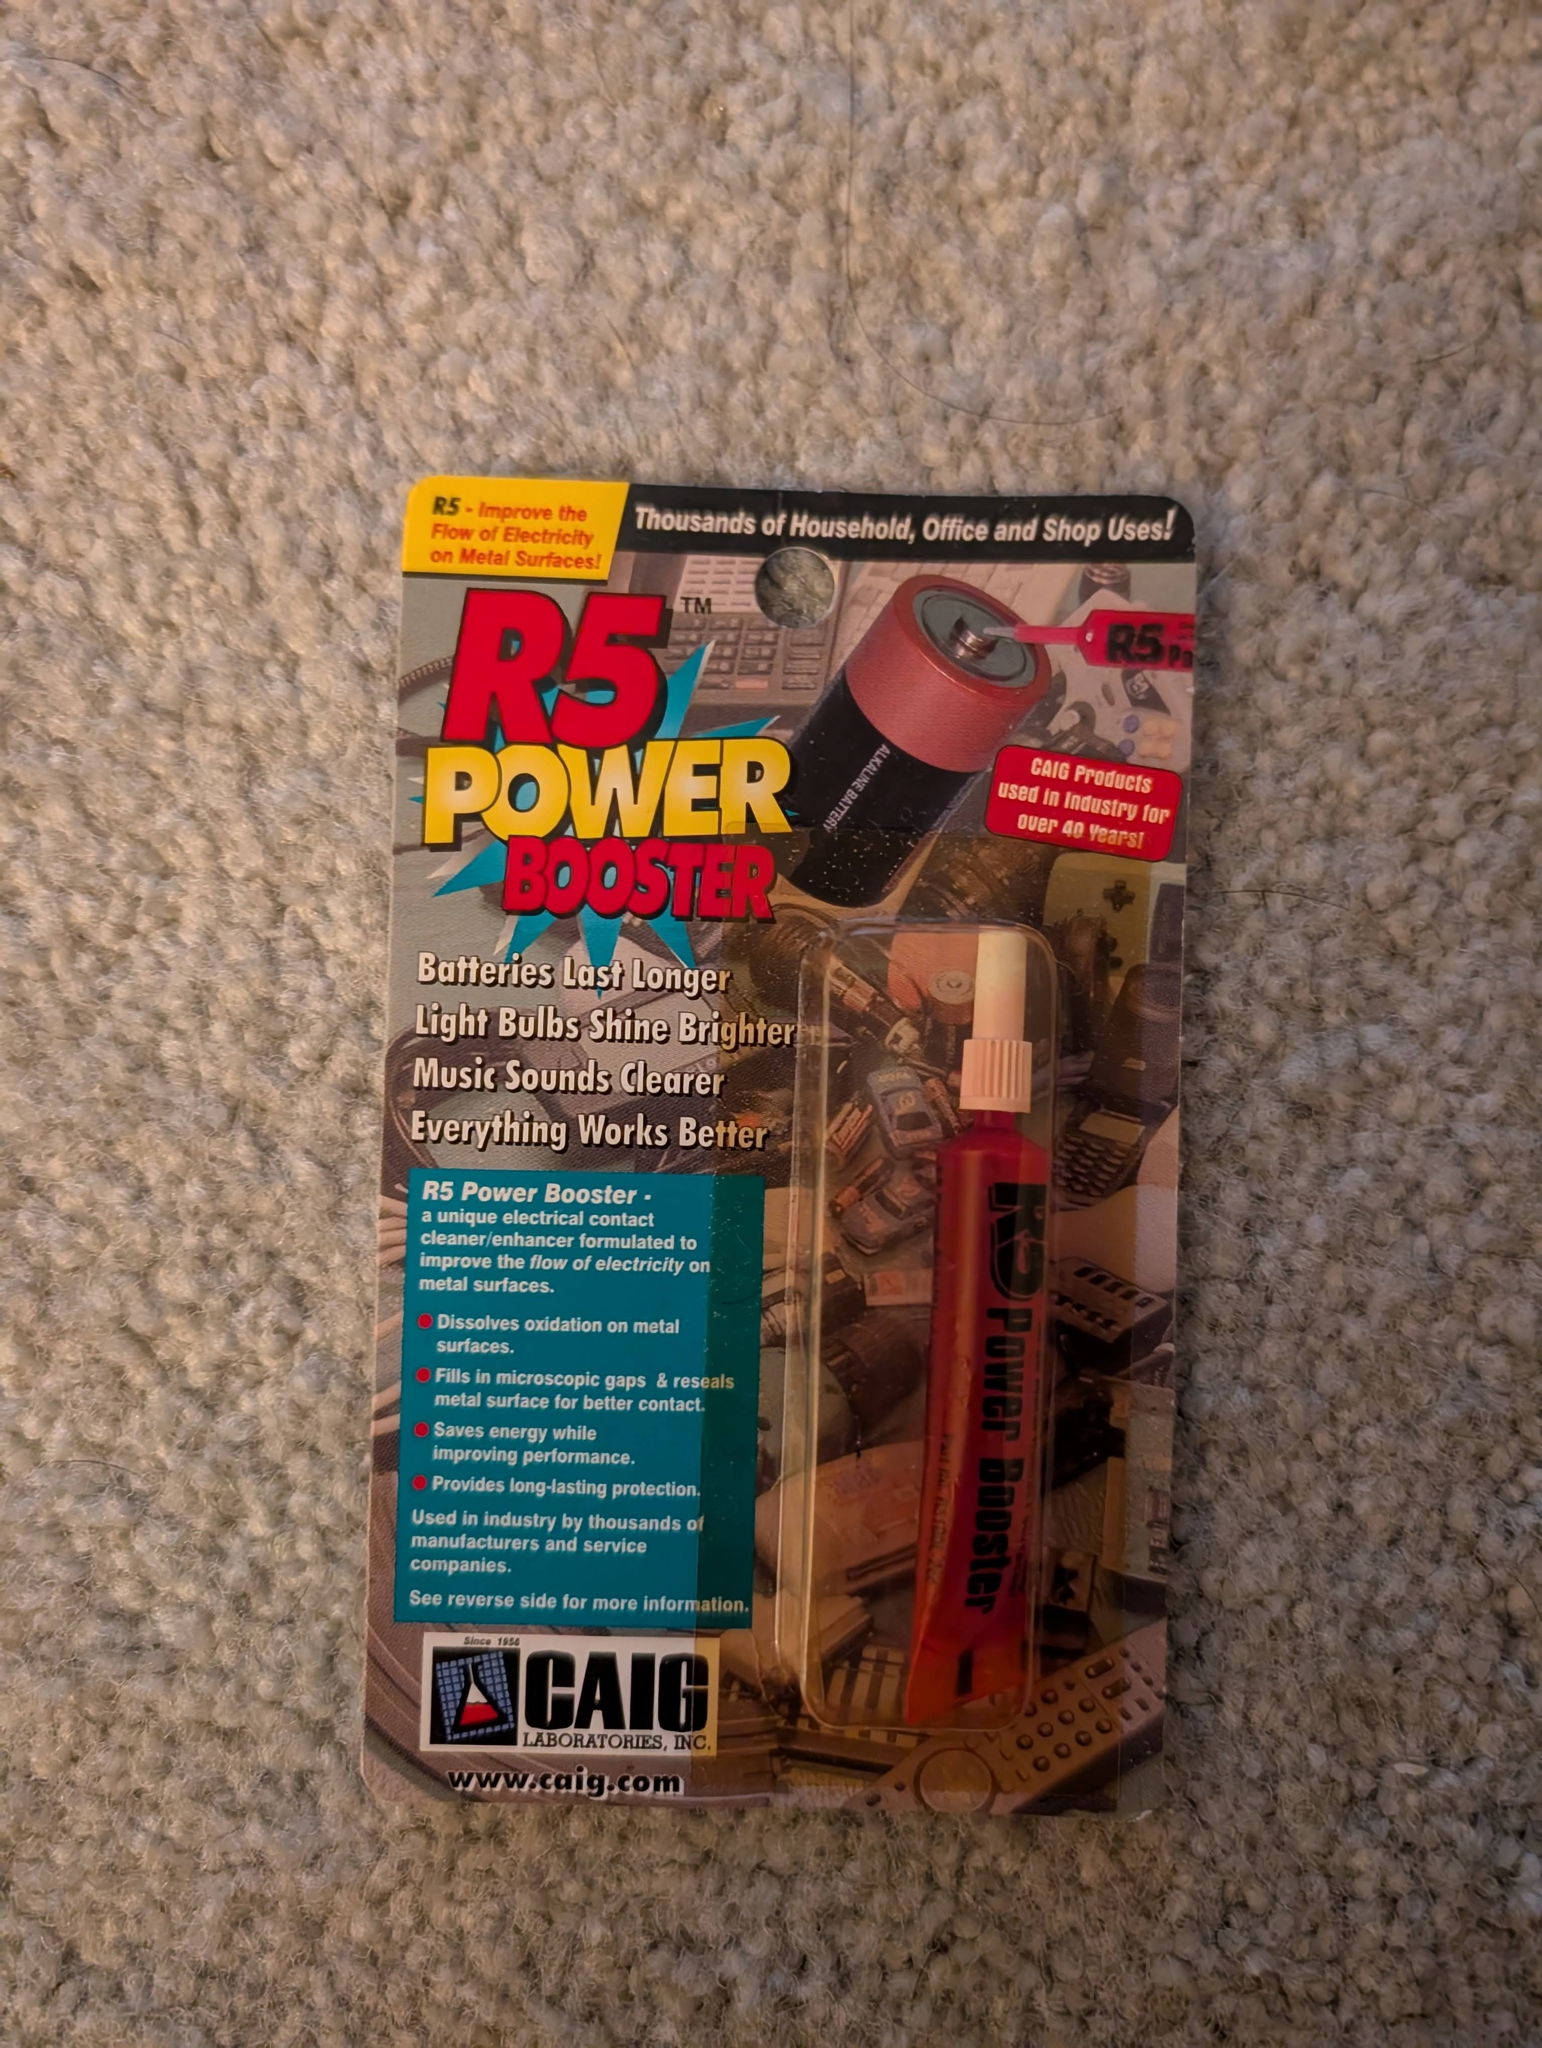 R5 - Improve the
Flow of Electricity
on Metal Surfaces!
Thousands of Household, Office and Shop Uses!
R5™
POWER
BOOSTER
R5
Po
ALKALINE BATTERY
CAIG Products
used in Industry for
over 40 Years!
Batteries Last Longer
Light Bulbs Shine Brighter
Music Sounds Clearer
Everything Works Better
R5 Power Booster -
a unique electrical contact
cleaner/enhancer formulated to
improve the flow of electricity on
metal surfaces.
Dissolves oxidation on metal
surfaces.
Fills in microscopic gaps & reseals
metal surface for better contact.
Saves energy while
improving performance.
Provides long-lasting protection.
Used in industry by thousands of
manufacturers and service
companies.
See reverse side for more information.
R5 Power Booster
Since 1956
CAIG
LABORATORIES, INC.
www.caig.com